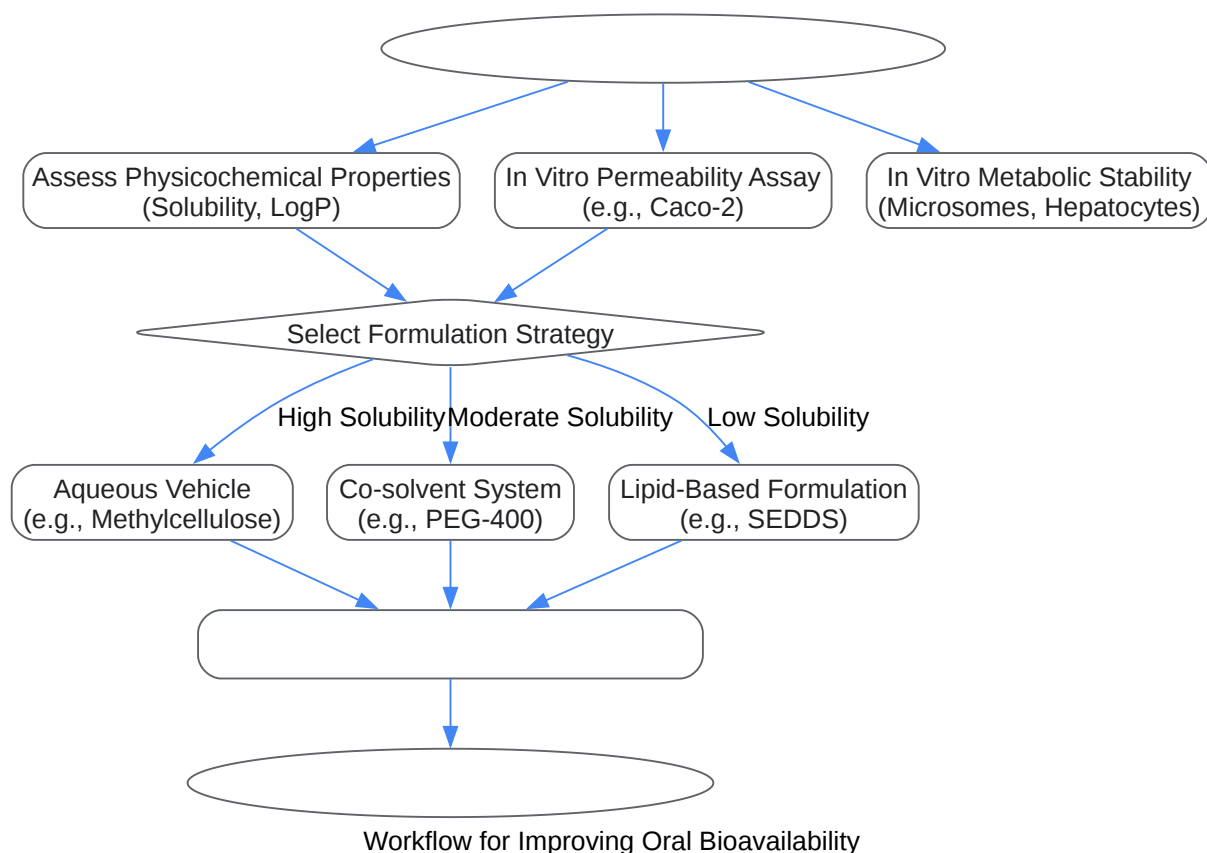 Assess Physicochemical Properties
(Solubility, LogP)
In Vitro Permeability Assay
(e.g., Caco-2)
In Vitro Metabolic Stability
(Microsomes, Hepatocytes)
Select Formulation Strategy
High Solubility
Moderate Solubility
Low Solubility
Aqueous Vehicle
(e.g., Methylcellulose)
Co-solvent System
(e.g., PEG-400)
Lipid-Based Formulation
(e.g., SEDDS)
Workflow for Improving Oral Bioavailability